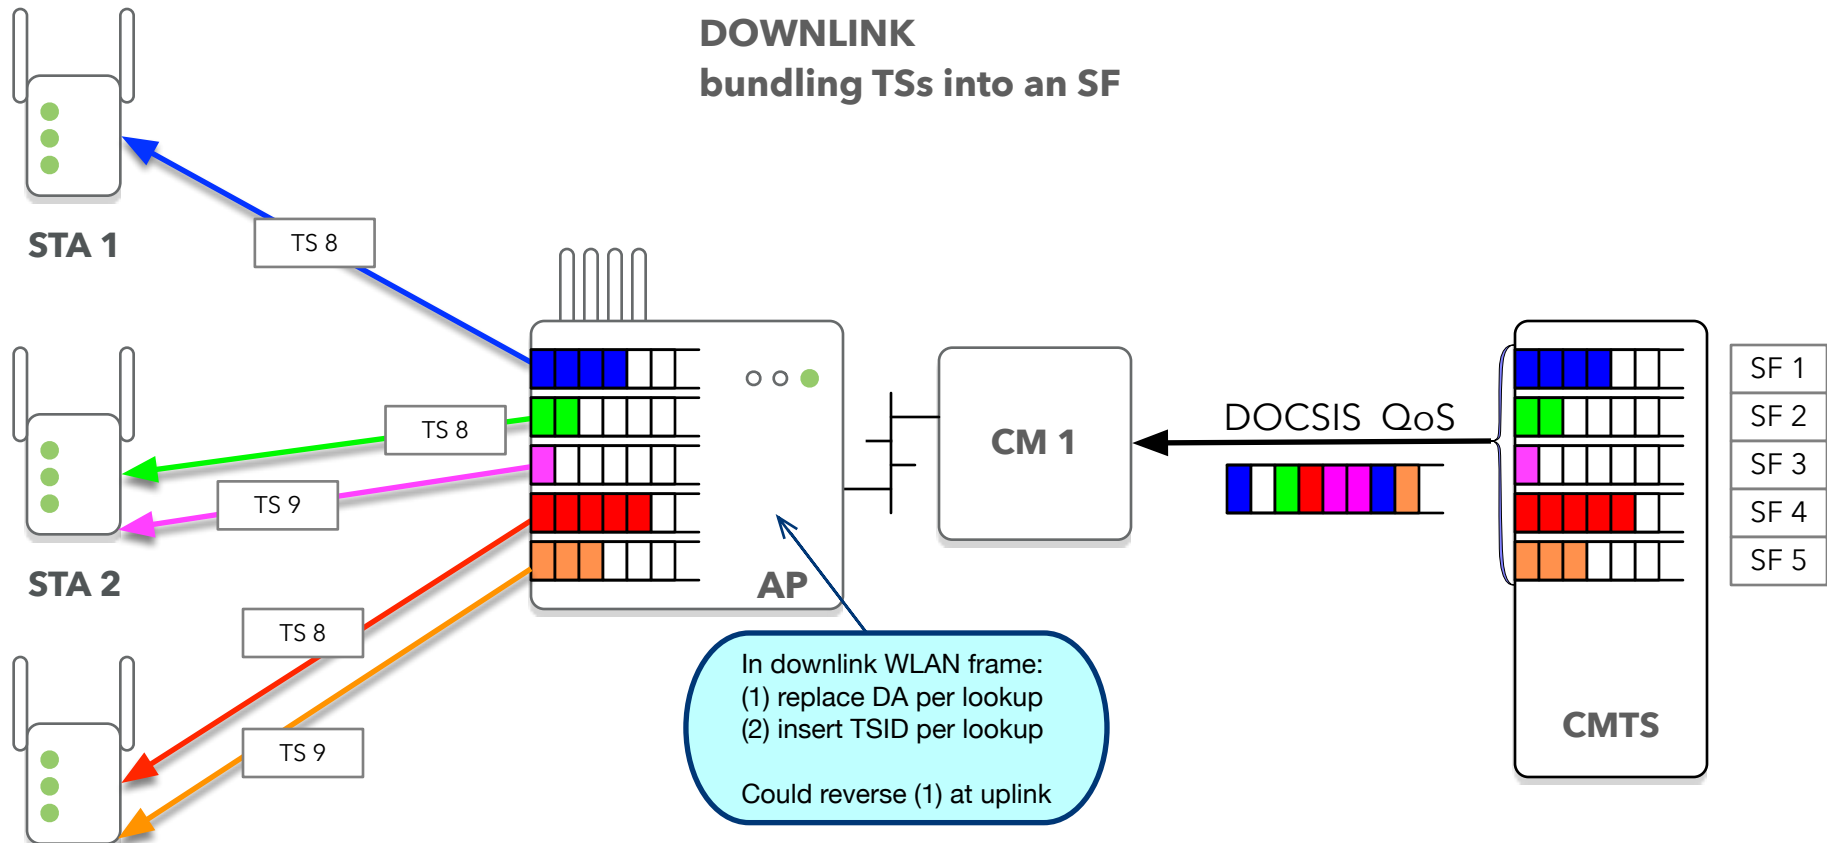 DOWNLINK
bundling TSs into an SF
STA 1
TS 8
STA 2
TS 8
TS 9
TS 8
TS 9
AP
CM 1
DOCSIS QoS
SF 1
SF 2
SF 3
SF 4
SF 5
CMTS
In downlink WLAN frame:
(1) replace DA per lookup
(2) insert TSID per lookup
Could reverse (1) at uplink